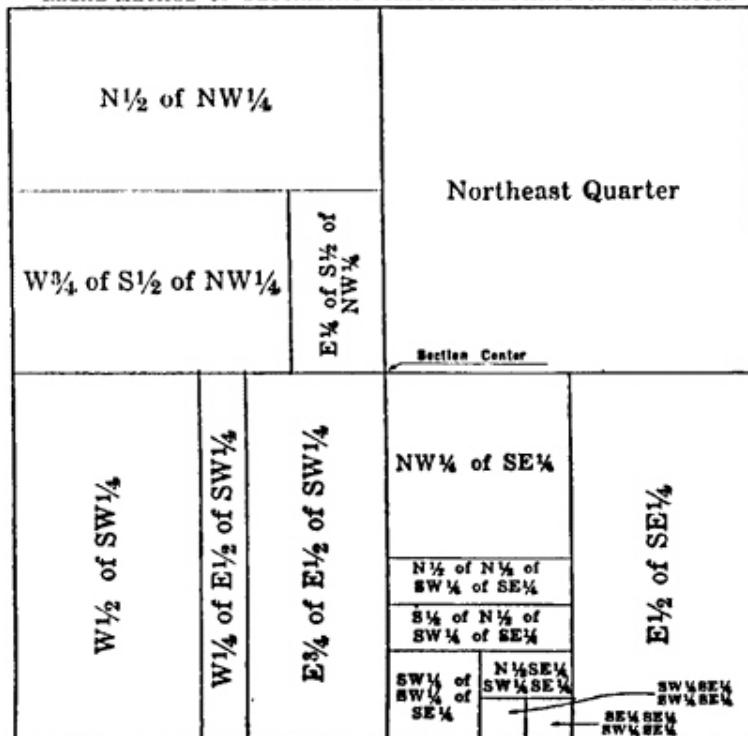 N½ of NW¼
Northeast Quarter
W¾ of S½ of NW¼
E¼ of S½ of
NW¼
Section Center
W½ of SW¼
W¼ of E½ of SW¼
E¾ of E½ of SW¼
NW¼ of SE¼
E½ of SE¼
N½ of N½ of
SW¼ of SE¼
S½ of N½ of
SW¼ of SE¼
SW¼ of
SW¼ of
SE¼
N½SE¼
SW¼SE¼
SW¼SE¼
SW¼SE¼
SE¼SE¼
SW¼SE¼